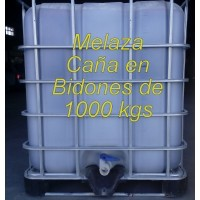 Melaza
Caña en
Bidones de
1000 kgs